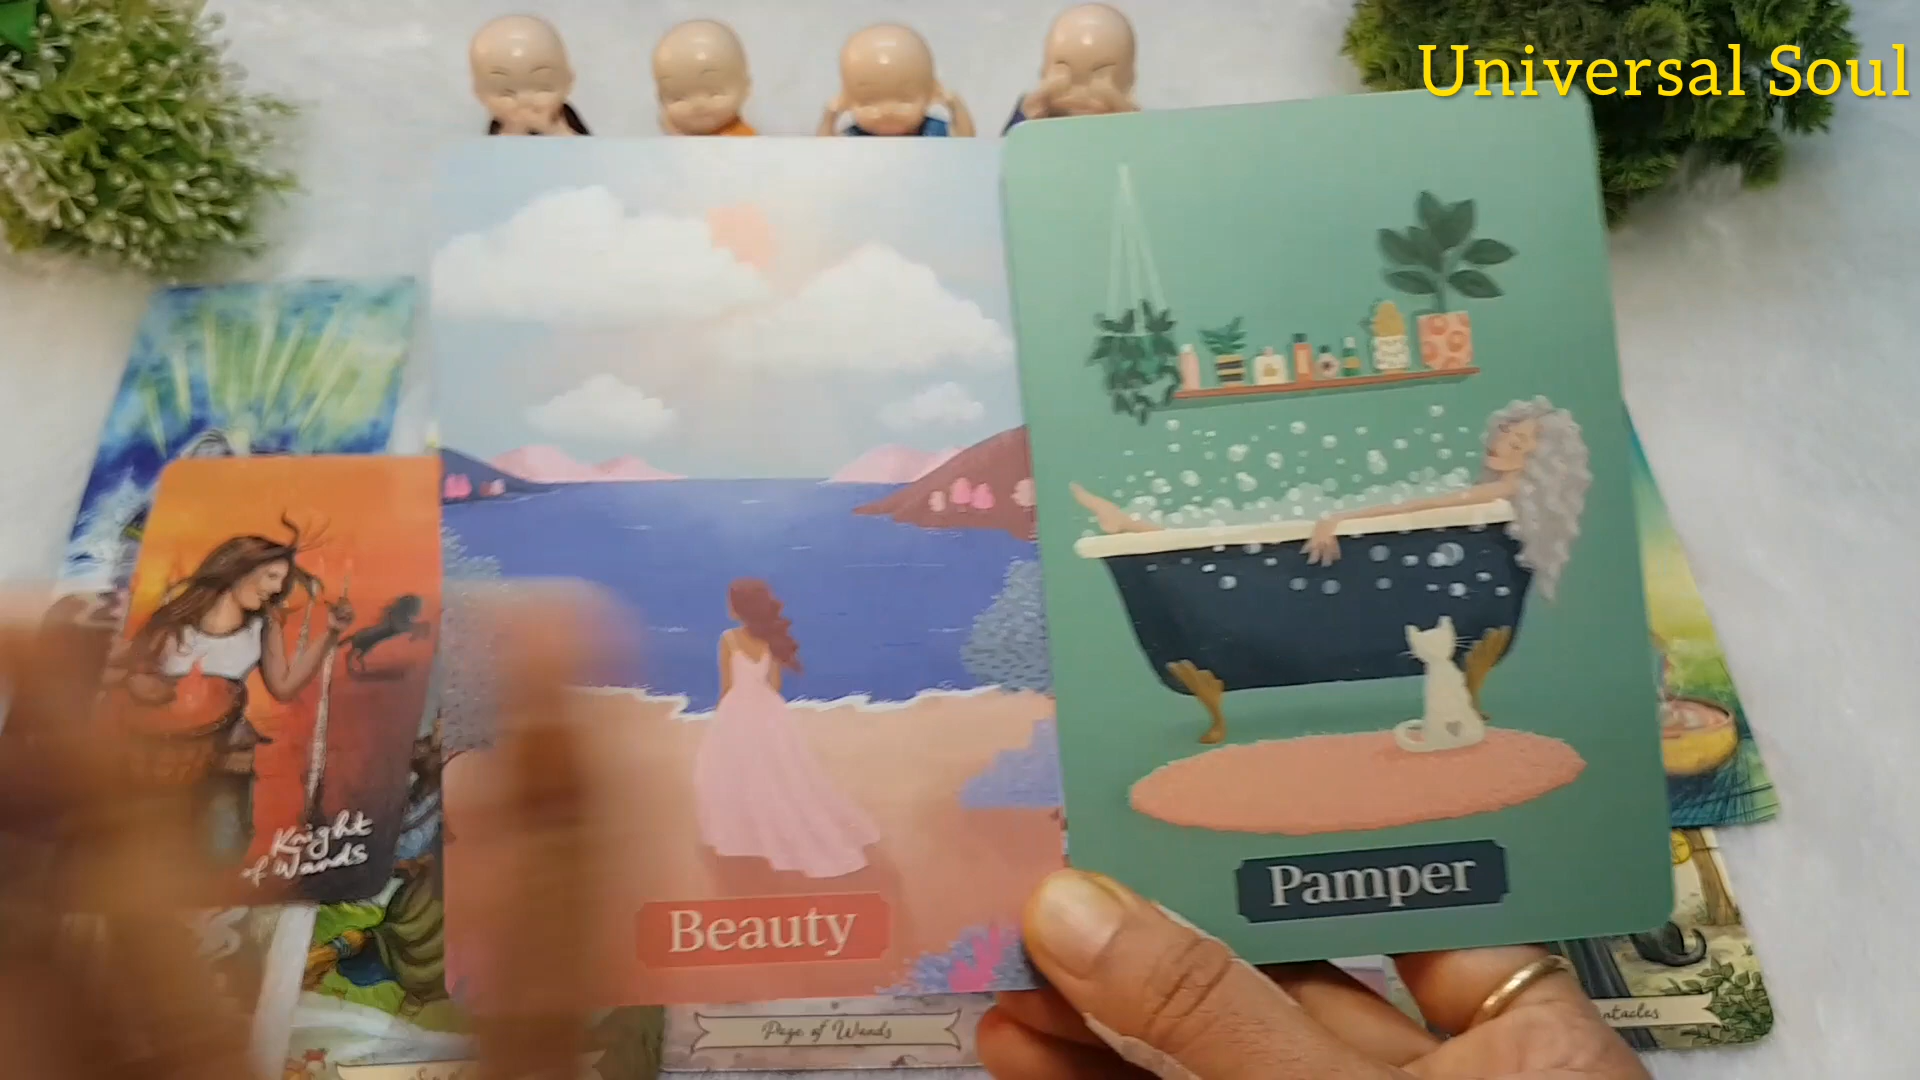 Universal Soul
Knight
of Wands
Beauty
Pamper
Page of Wands